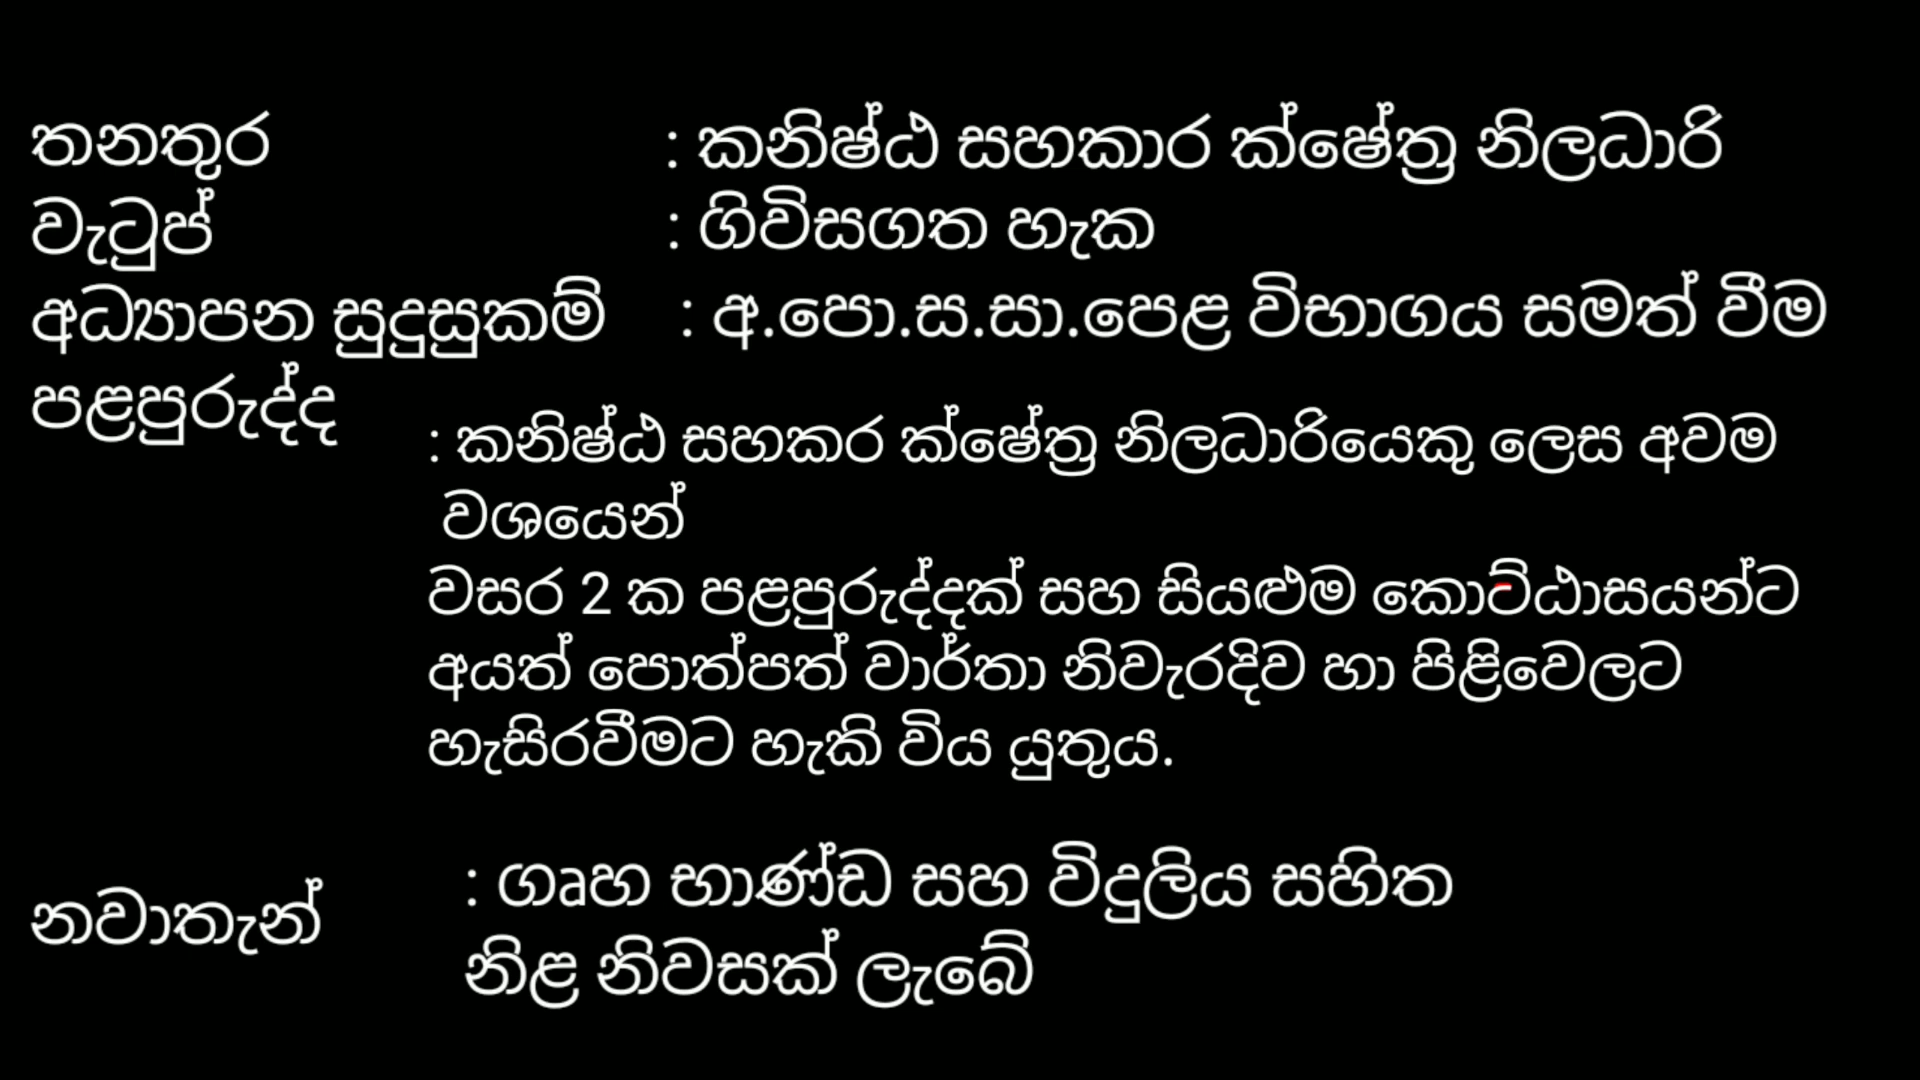 තනතුර : කනිෂ්ඨ සහකාර ක්ෂේත්‍ර නිලධාරි
වැටුප් : ගිවිසගත හැක
අධ්‍යාපන සුදුසුකම් : අ.පො.ස.සා.පෙළ විභාගය සමත් වීම
පළපුරුද්ද : කනිෂ්ඨ සහකර ක්ෂේත්‍ර නිලධාරියෙකු ලෙස අවම
වශයෙන්
වසර 2 ක පළපුරුද්දක් සහ සියළුම කොට්ඨාසයන්ට
අයත් පොත්පත් වාර්තා නිවැරදිව හා පිළිවෙලට
හැසිරවීමට හැකි විය යුතුය.
නවාතැන් : ගෘහ භාණ්ඩ සහ විදුලිය සහිත
නිළ නිවසක් ලැබේ